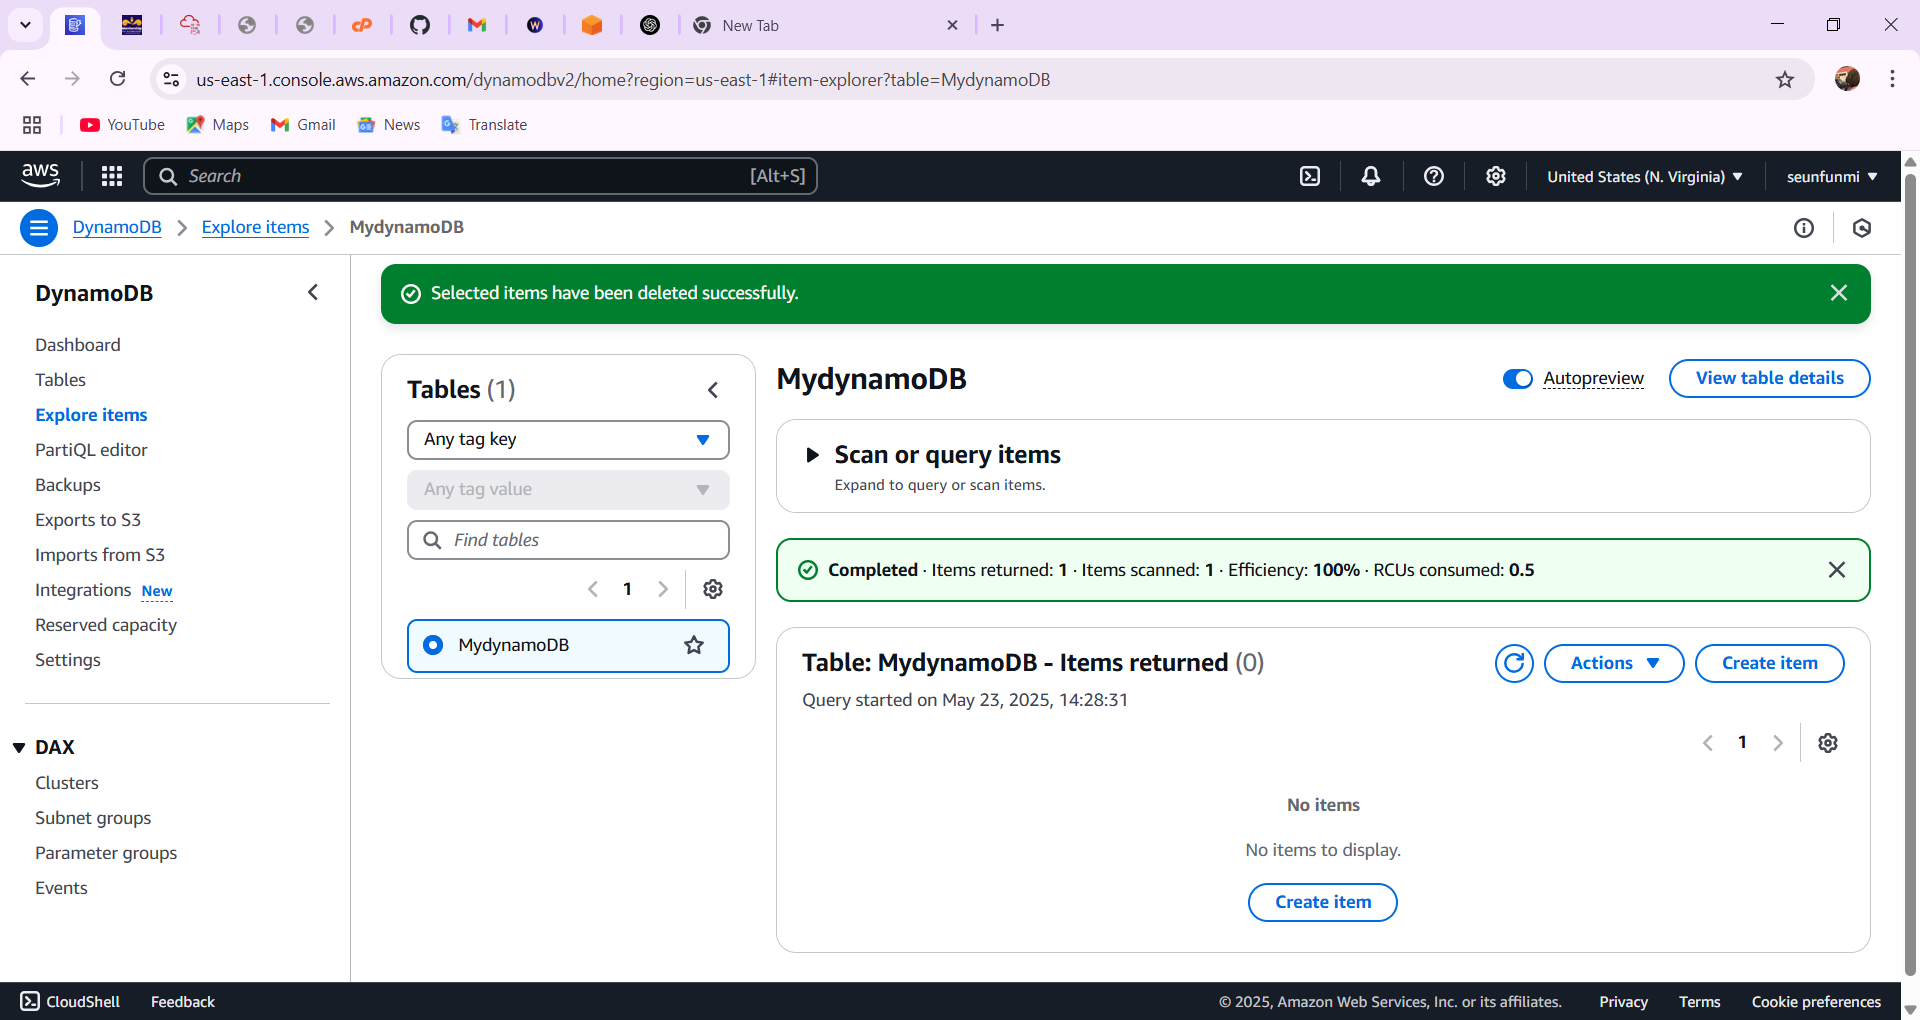 New Tab
us-east-1.console.aws.amazon.com/dynamodbv2/home?region=us-east-1#item-explorer?table=MydynamoDB
YouTube Maps Gmail News Translate
aws Search [Alt+S] United States (N. Virginia) seunfunmi
DynamoDB Explore items MydynamoDB
DynamoDB
Dashboard
Tables
Explore items
PartiQL editor
Backups
Exports to S3
Imports from S3
Integrations New
Reserved capacity
Settings
DAX
Clusters
Subnet groups
Parameter groups
Events
Selected items have been deleted successfully.
Tables (1)
Any tag key
Any tag value
Find tables
1
MydynamoDB
MydynamoDB
Autopreview
View table details
Scan or query items
Expand to query or scan items.
Completed · Items returned: 1 · Items scanned: 1 · Efficiency: 100% · RCUs consumed: 0.5
Table: MydynamoDB - Items returned (0)
Actions
Create item
Query started on May 23, 2025, 14:28:31
1
No items
No items to display.
Create item
CloudShell Feedback © 2025, Amazon Web Services, Inc. or its affiliates. Privacy Terms Cookie preferences